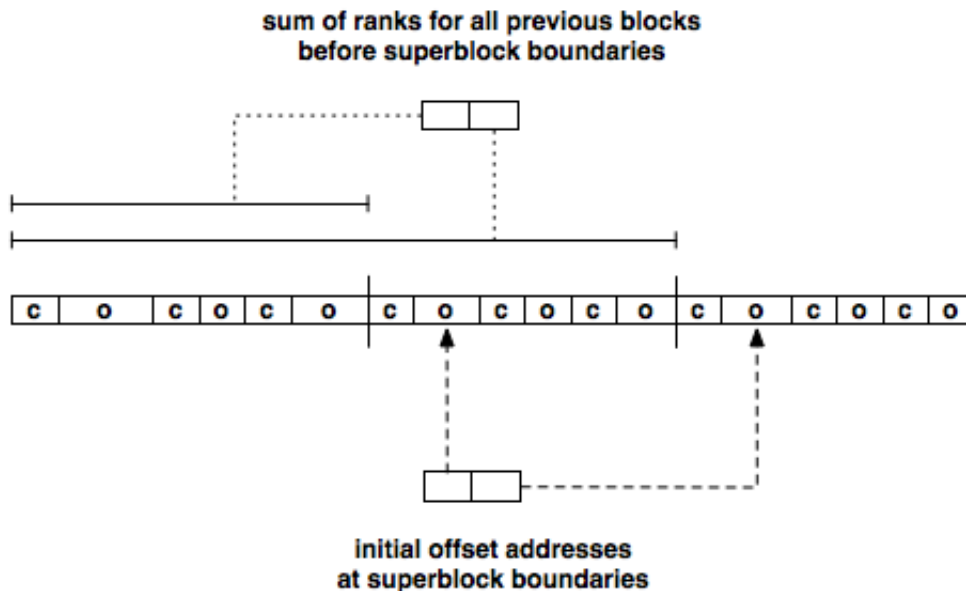 sum of ranks for all previous blocks
before superblock boundaries
c o c o c o c o c o c o c o c o c o
initial offset addresses
at superblock boundaries